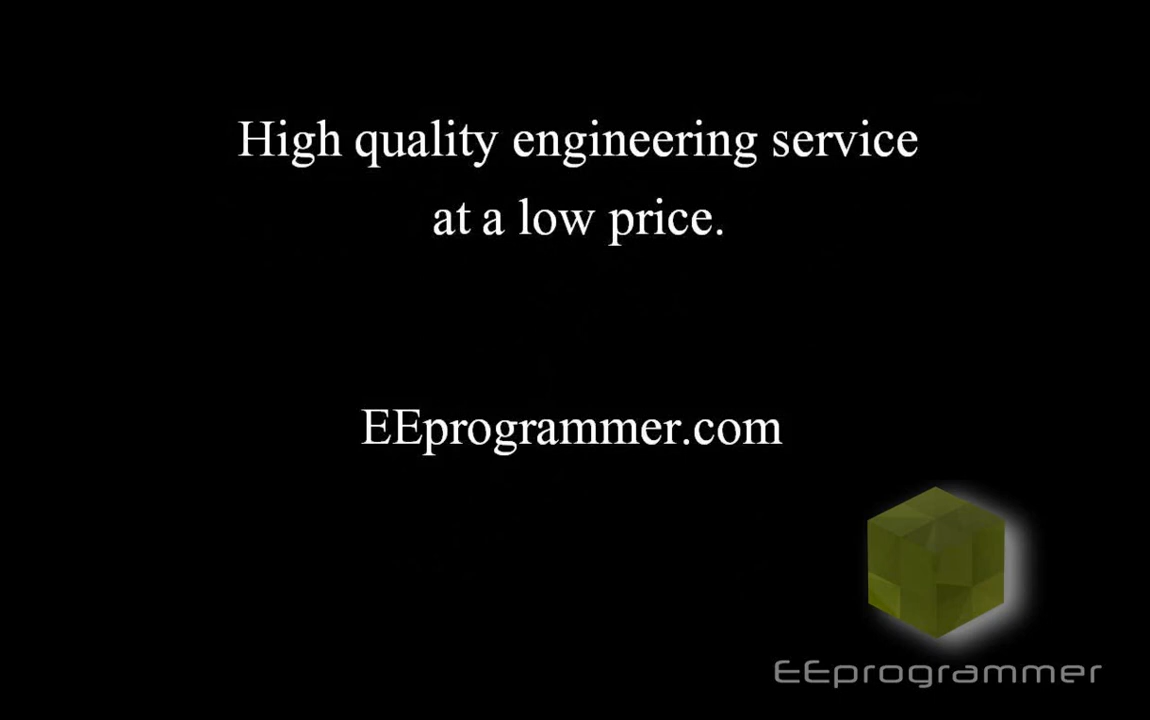 High quality engineering service
at a low price.
EEprogrammer.com
EEprogrammer